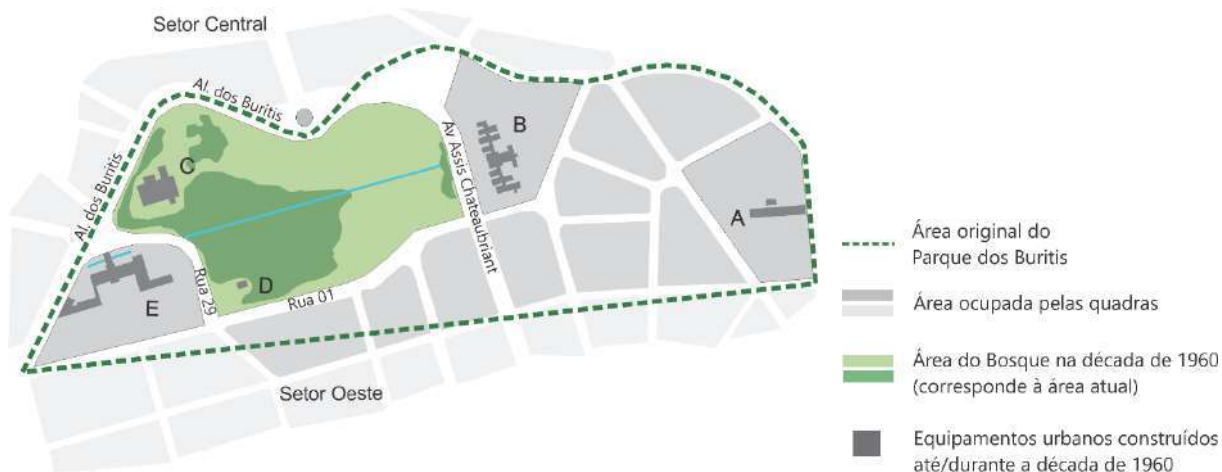 Setor Central
Al. dos Buritis
Al. dos Buritis
C
B
Av Assis Chateaubriant
A
D
E
Rua 29
Rua 01
Setor Oeste
Área original do
Parque dos Buritis
Área ocupada pelas quadras
Área do Bosque na década de 1960
(corresponde à área atual)
Equipamentos urbanos construídos
até/durante a década de 1960